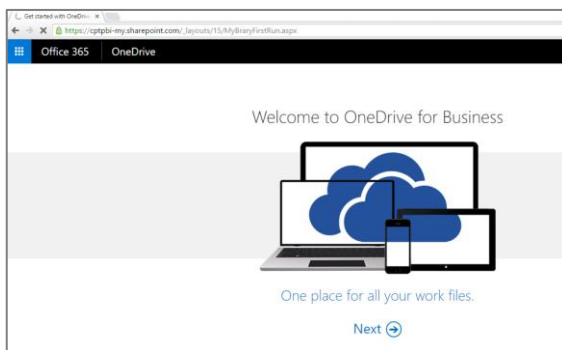 Get started with OneDriv
https://cptpbi-my.sharepoint.com/_layouts/15/MyBraryFirstRun.aspx
Office 365 OneDrive
Welcome to OneDrive for Business
One place for all your work files.
Next